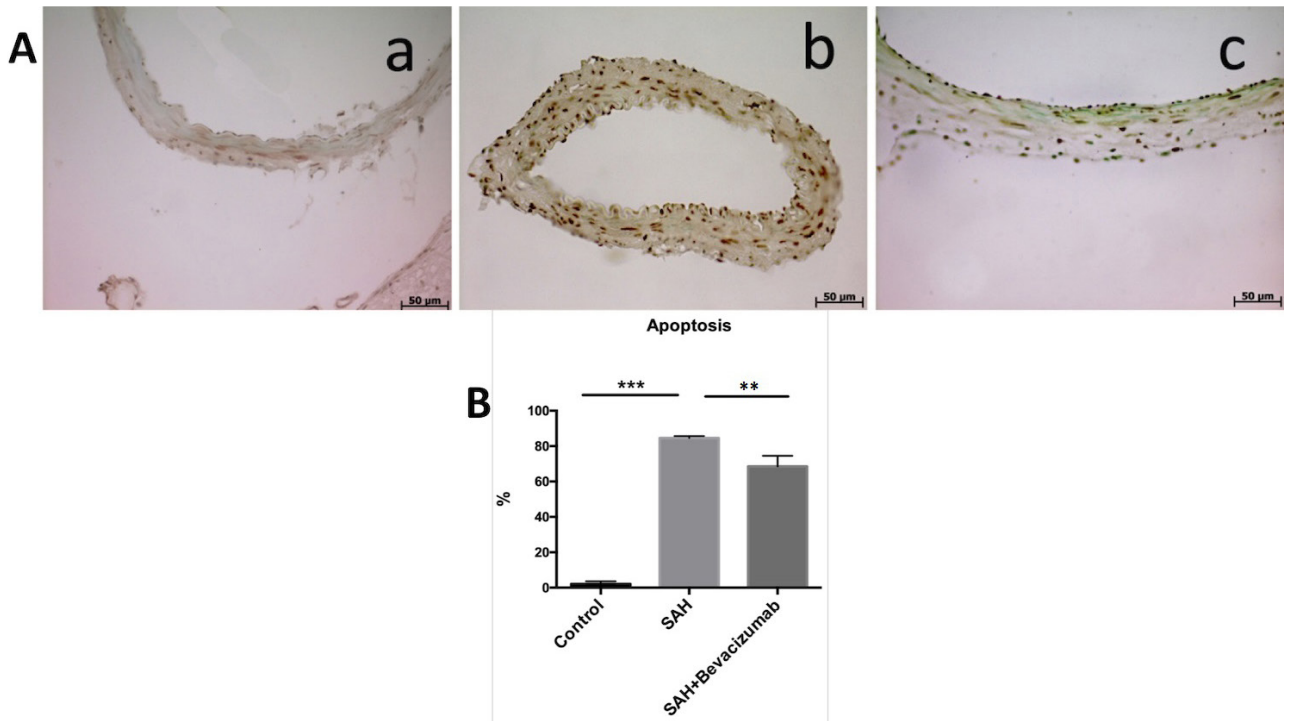 A
a
b
c
50 µm
50 µm
50 µm
Apoptosis
B
***
**
100
80
60
40
20
0
%
Control
SAH
SAH+Bevacizumab